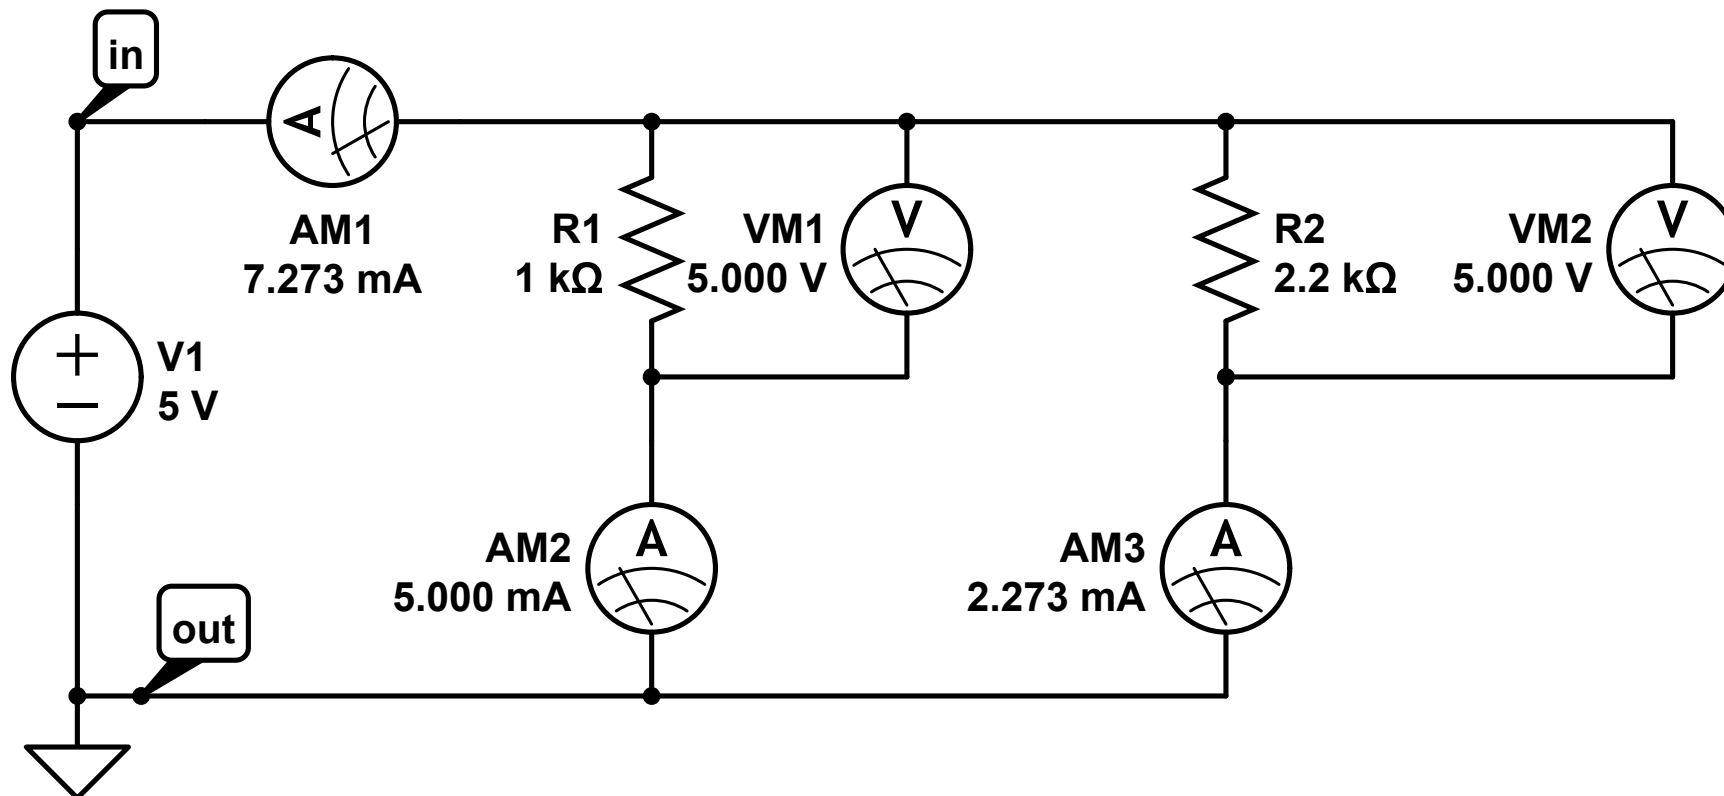 in
A
AM1
7.273 mA
R1
1 kΩ
VM1
5.000 V
V
R2
2.2 kΩ
VM2
5.000 V
V
+
−
V1
5 V
AM2
5.000 mA
A
AM3
2.273 mA
A
out